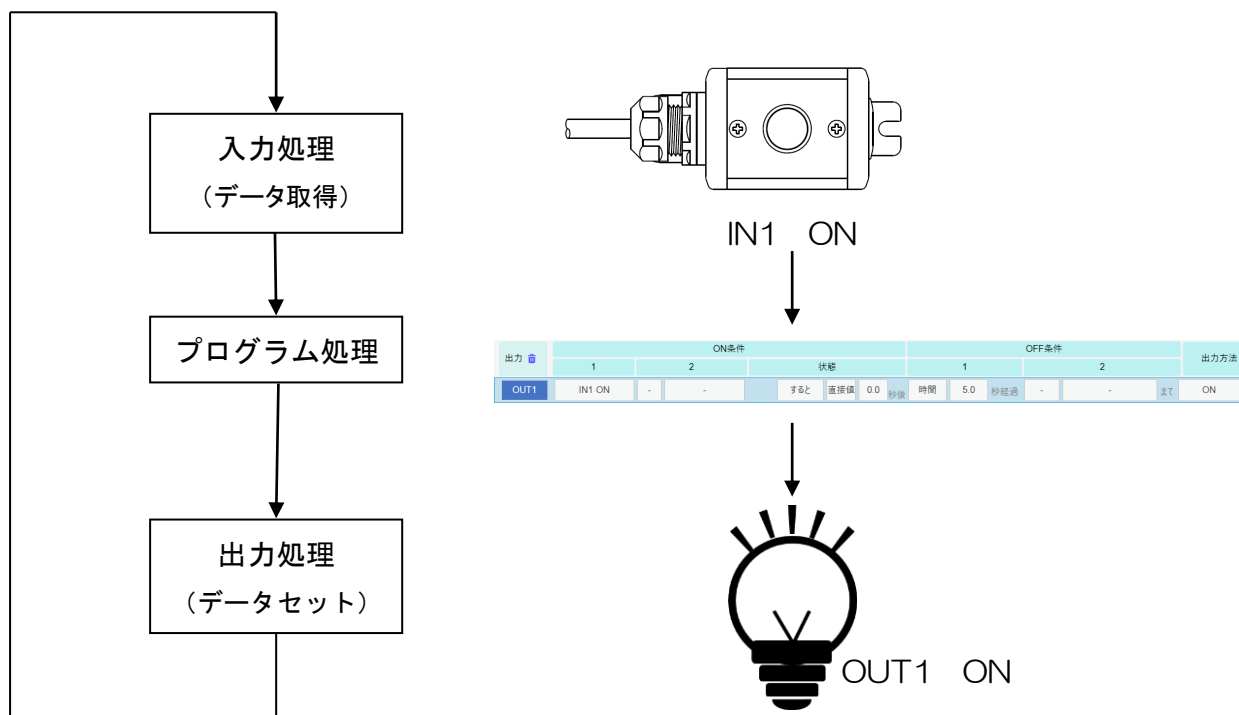 入力処理
（データ取得）
プログラム処理
出力処理
（データセット）
IN1 ON
出力 ON条件 OFF条件 出力方法
1 2 状態 1 2
OUT1 IN1 ON - - すると 直接値 0.0 秒後 時間 5.0 秒経過 - - まで ON
OUT1 ON